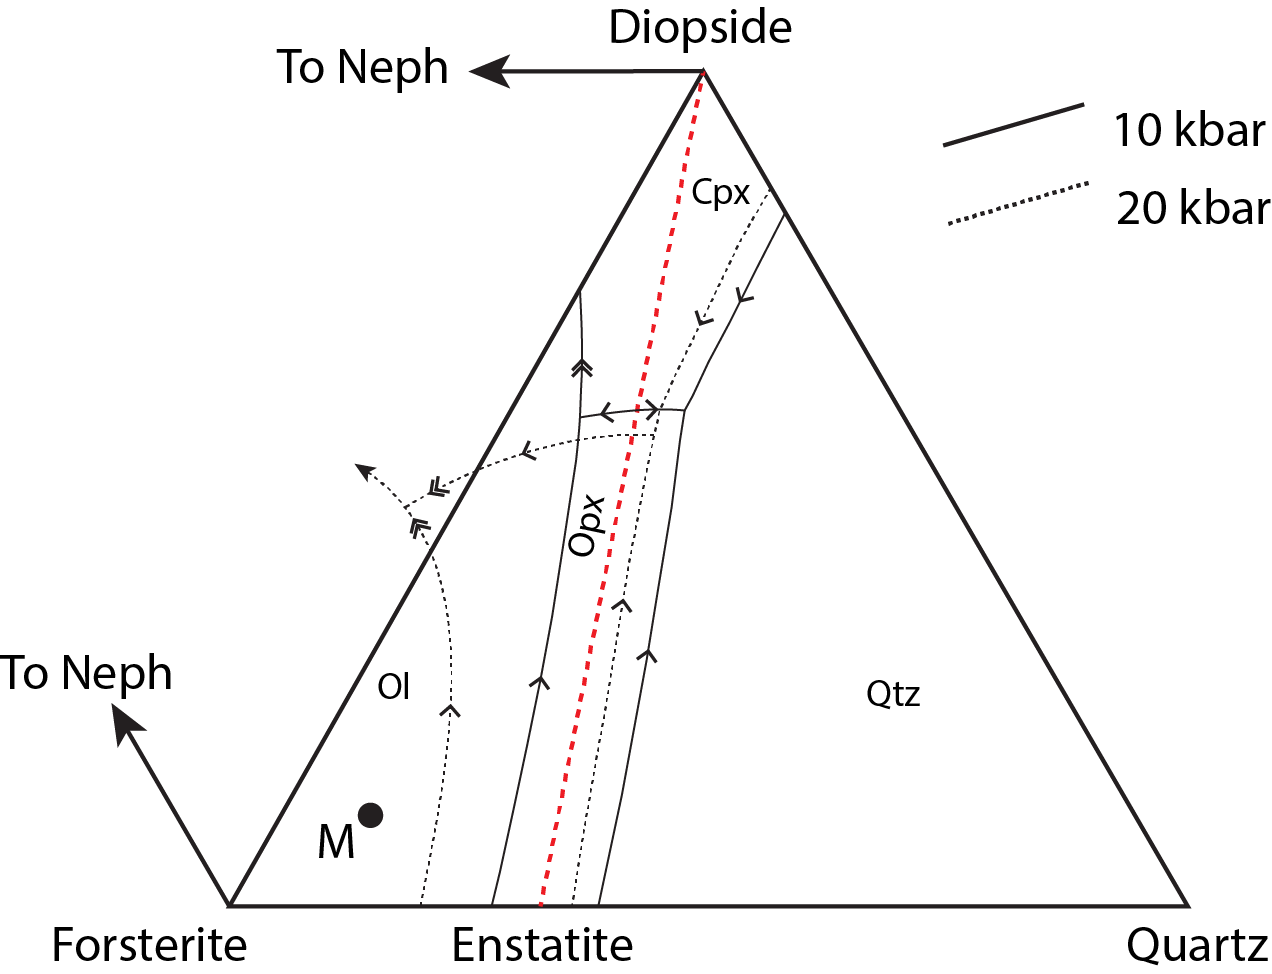 Diopside
To Neph
10 kbar
Cpx
20 kbar
Opx
To Neph
Ol
Qtz
M
Forsterite
Enstatite
Quartz